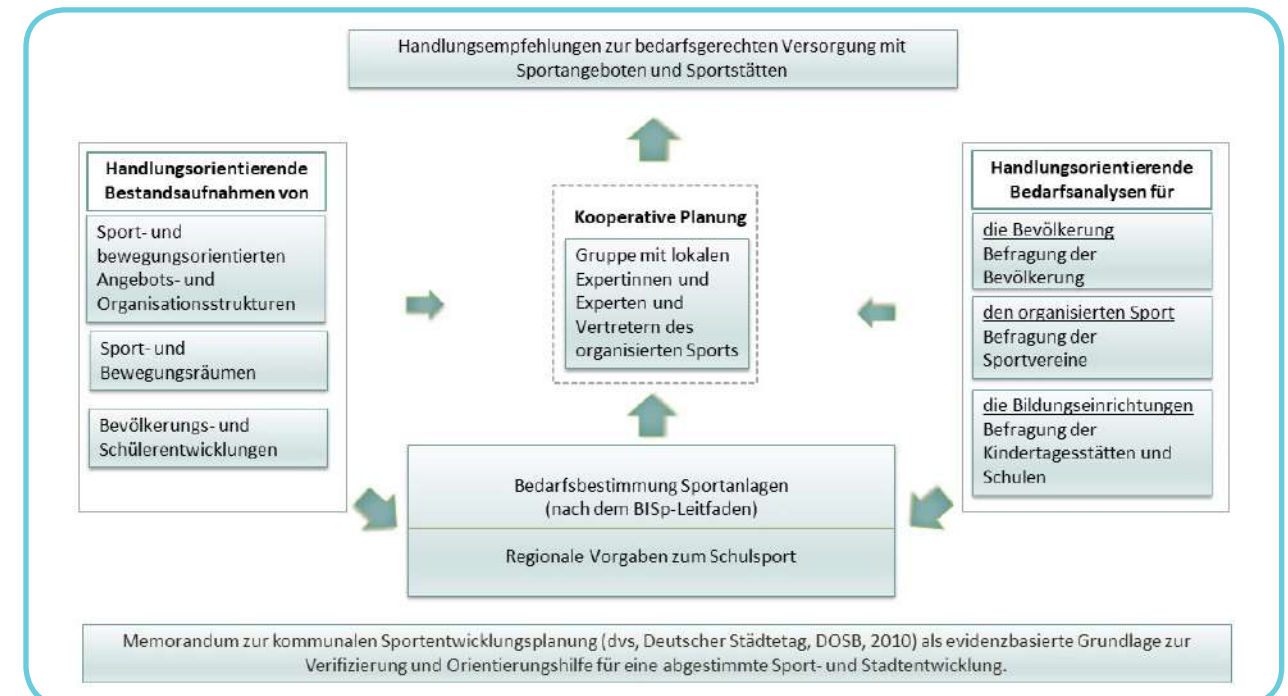 Handlungsempfehlungen zur bedarfsgerechten Versorgung mit
Sportangeboten und Sportstätten
Handlungsorientierende
Bestandsaufnahmen von
Sport- und
bewegungsorientierten
Angebots- und
Organisationsstrukturen
Sport- und
Bewegungsräumen
Bevölkerungs- und
Schülerentwicklungen
Kooperative Planung
Gruppe mit lokalen
Expertinnen und
Experten und
Vertretern des
organisierten Sports
Handlungsorientierende
Bedarfsanalysen für
die Bevölkerung
Befragung der
Bevölkerung
den organisierten Sport
Befragung der
Sportvereine
die Bildungseinrichtungen
Befragung der
Kindertagesstätten und
Schulen
Bedarfsbestimmung Sportanlagen
(nach dem BISp-Leitfaden)
Regionale Vorgaben zum Schulsport
Memorandum zur kommunalen Sportentwicklungsplanung (dvs, Deutscher Städtetag, DOSB, 2010) als evidenzbasierte Grundlage zur
Verifizierung und Orientierungshilfe für eine abgestimmte Sport- und Stadtentwicklung.